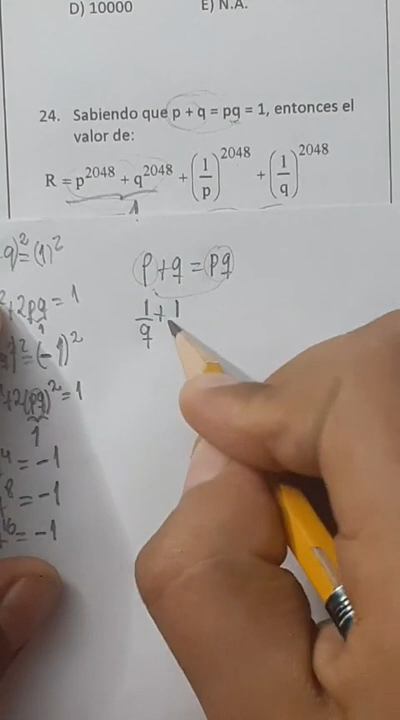 D) 10000 E) N.A.
24. Sabiendo que p + q = pq = 1, entonces el
valor de:
R = p^2048 + q^2048 + (1/p)^2048 + (1/q)^2048
q)^2 = (1)^2
+2pq = 1
1
p + q = pq
1/q + 1
^2 = (-1)^2
+2(pq)^2 = 1
1
4 = -1
8 = -1
16 = -1